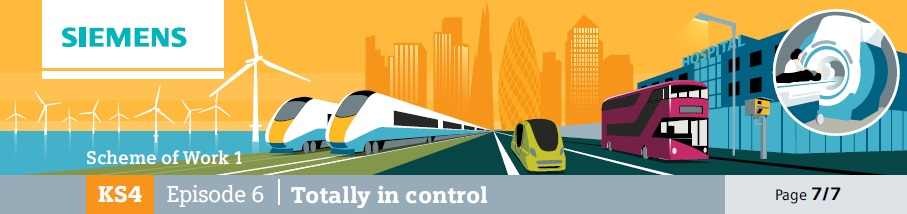 SIEMENS
HOSPITAL
Scheme of Work 1
KS4 Episode 6 Totally in control
Page 7/7